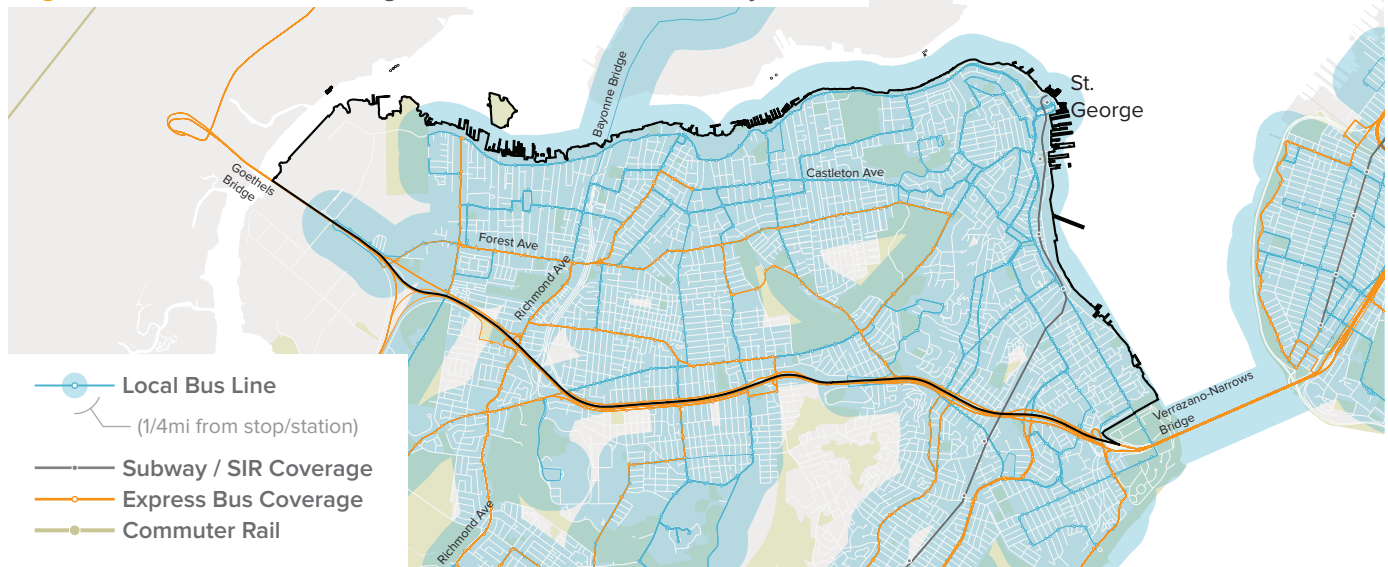 Bayonne Bridge
St.
George
Goethels
Bridge
Castleton Ave
Forest Ave
Richmond Ave
Verrazano-Narrows
Bridge
Richmond Ave
Local Bus Line
(1/4mi from stop/station)
Subway / SIR Coverage
Express Bus Coverage
Commuter Rail